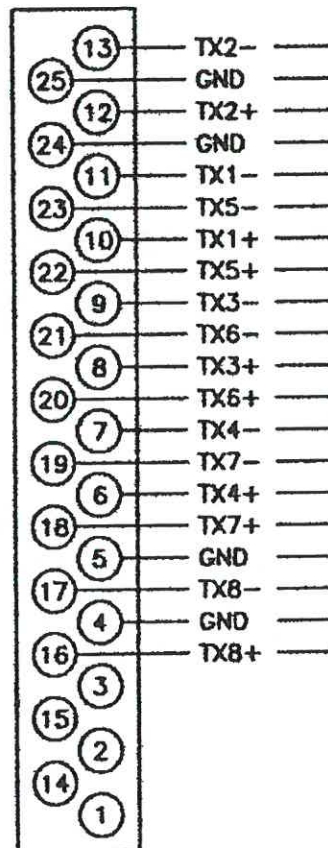 13 TX2-
25 GND
12 TX2+
24 GND
11 TX1-
23 TX5-
10 TX1+
22 TX5+
9 TX3-
21 TX6-
8 TX3+
20 TX6+
7 TX4-
19 TX7-
6 TX4+
18 TX7+
5 GND
17 TX8-
4 GND
16 TX8+
3
15
2
14
1